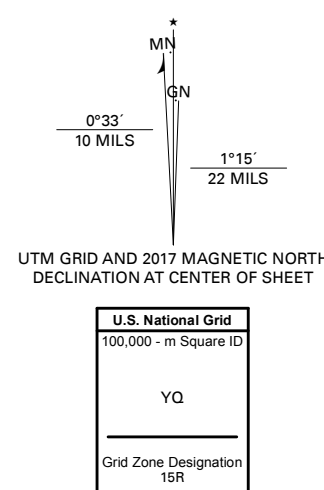 ★
MN
GN
0°33´
10 MILS
1°15´
22 MILS
UTM GRID AND 2017 MAGNETIC NORTH
DECLINATION AT CENTER OF SHEET
U.S. National Grid
100,000 - m Square ID
YQ
Grid Zone Designation
15R